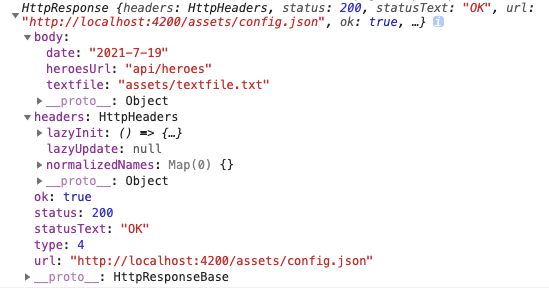 HttpResponse {headers: HttpHeaders, status: 200, statusText: "OK", url:
"http://localhost:4200/assets/config.json", ok: true, …} i
body:
date: "2021-7-19"
heroesUrl: "api/heroes"
textfile: "assets/textfile.txt"
__proto__: Object
headers: HttpHeaders
lazyInit: () => {…}
lazyUpdate: null
normalizedNames: Map(0) {}
__proto__: Object
ok: true
status: 200
statusText: "OK"
type: 4
url: "http://localhost:4200/assets/config.json"
__proto__: HttpResponseBase